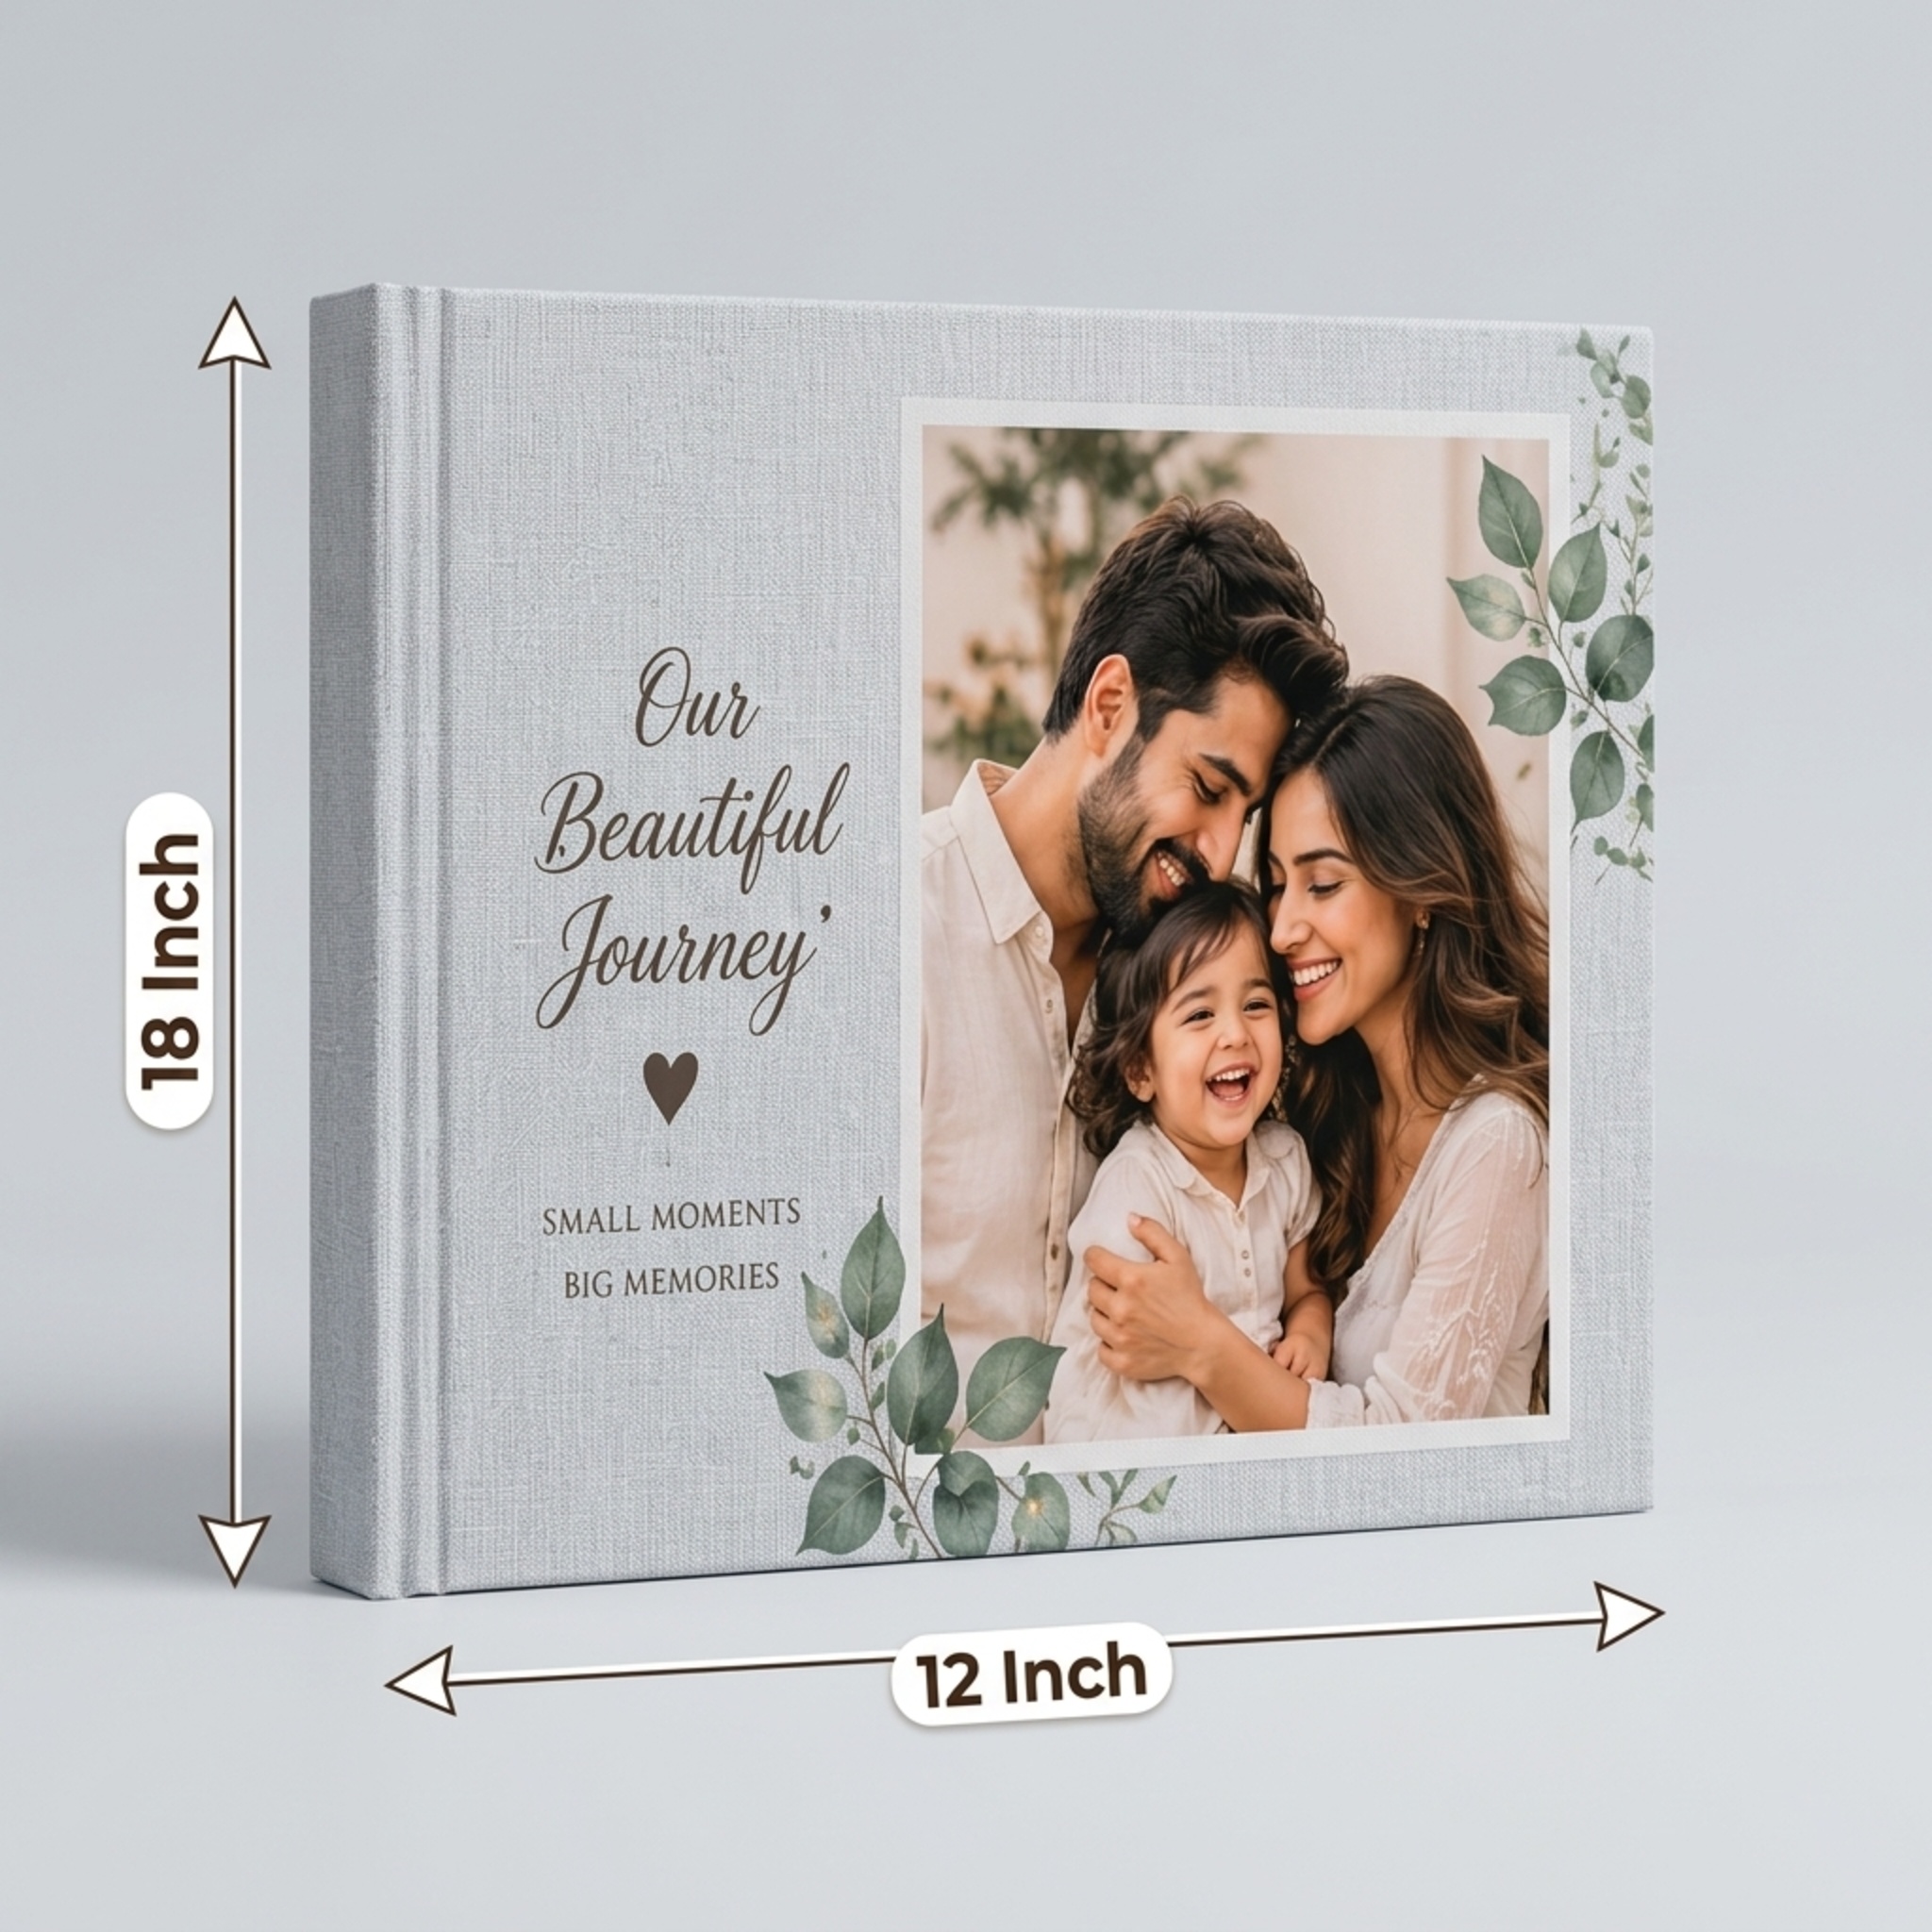 Our
Beautiful
Journey'
SMALL MOMENTS
BIG MEMORIES
18 Inch
12 Inch